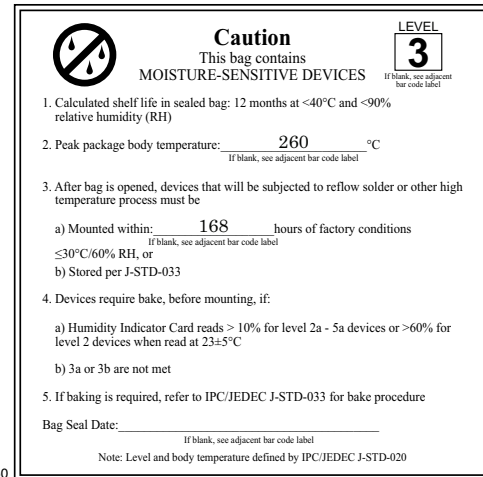 Caution
This bag contains
MOISTURE-SENSITIVE DEVICES
LEVEL
3
If blank, see adjacent
bar code label
1. Calculated shelf life in sealed bag: 12 months at <40°C and <90%
relative humidity (RH)
2. Peak package body temperature: 260 °C
If blank, see adjacent bar code label
3. After bag is opened, devices that will be subjected to reflow solder or other high
temperature process must be
a) Mounted within: 168 hours of factory conditions
If blank, see adjacent bar code label
≤30°C/60% RH, or
b) Stored per J-STD-033
4. Devices require bake, before mounting, if:
a) Humidity Indicator Card reads > 10% for level 2a - 5a devices or >60% for
level 2 devices when read at 23±5°C
b) 3a or 3b are not met
5. If baking is required, refer to IPC/JEDEC J-STD-033 for bake procedure
Bag Seal Date:
If blank, see adjacent bar code label
Note: Level and body temperature defined by IPC/JEDEC J-STD-020